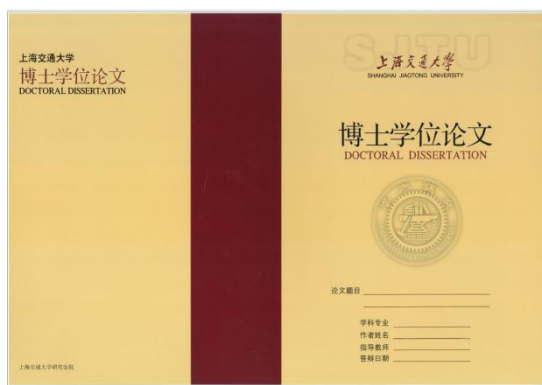 上海交通大学
博士学位论文
DOCTORAL DISSERTATION
上海交通大学研究生院
SJTU
上海交通大学
SHANGHAI JIAOTONG UNIVERSITY
博士学位论文
DOCTORAL DISSERTATION
论文题目
学科专业
作者姓名
指导教师
答辩日期